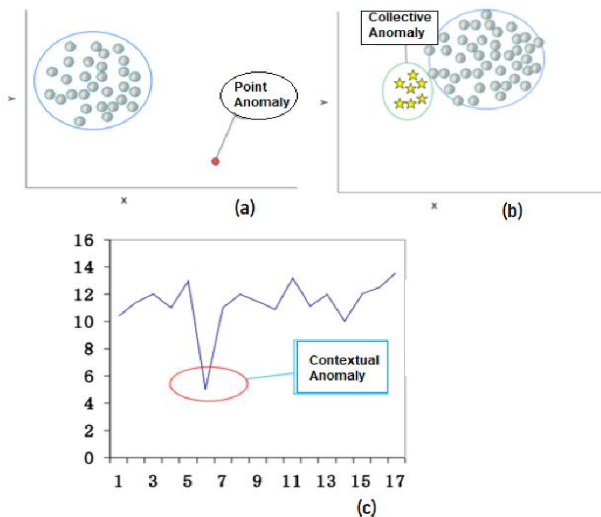 Y
Point
Anomaly
X
(a)
Collective
Anomaly
Y
X
(b)
16
14
12
10
8
6
4
2
0
Contextual
Anomaly
1 3 5 7 9 11 13 15 17
(c)